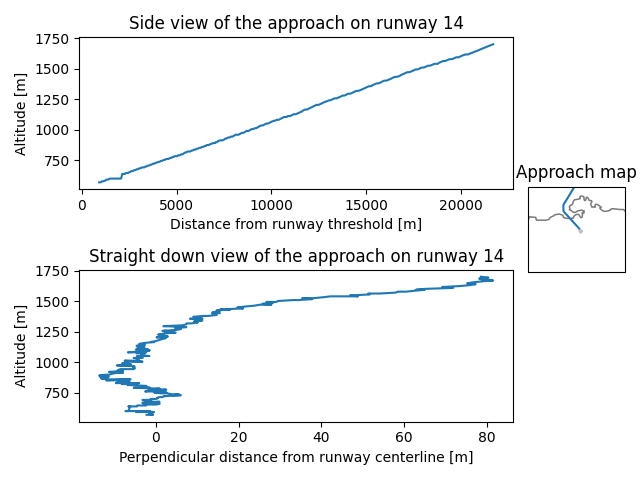 Side view of the approach on runway 14
1750
1500
1250
1000
750
Altitude [m]
0 5000 10000 15000 20000
Distance from runway threshold [m]
Approach map
Straight down view of the approach on runway 14
1750
1500
1250
1000
750
Altitude [m]
0 20 40 60 80
Perpendicular distance from runway centerline [m]